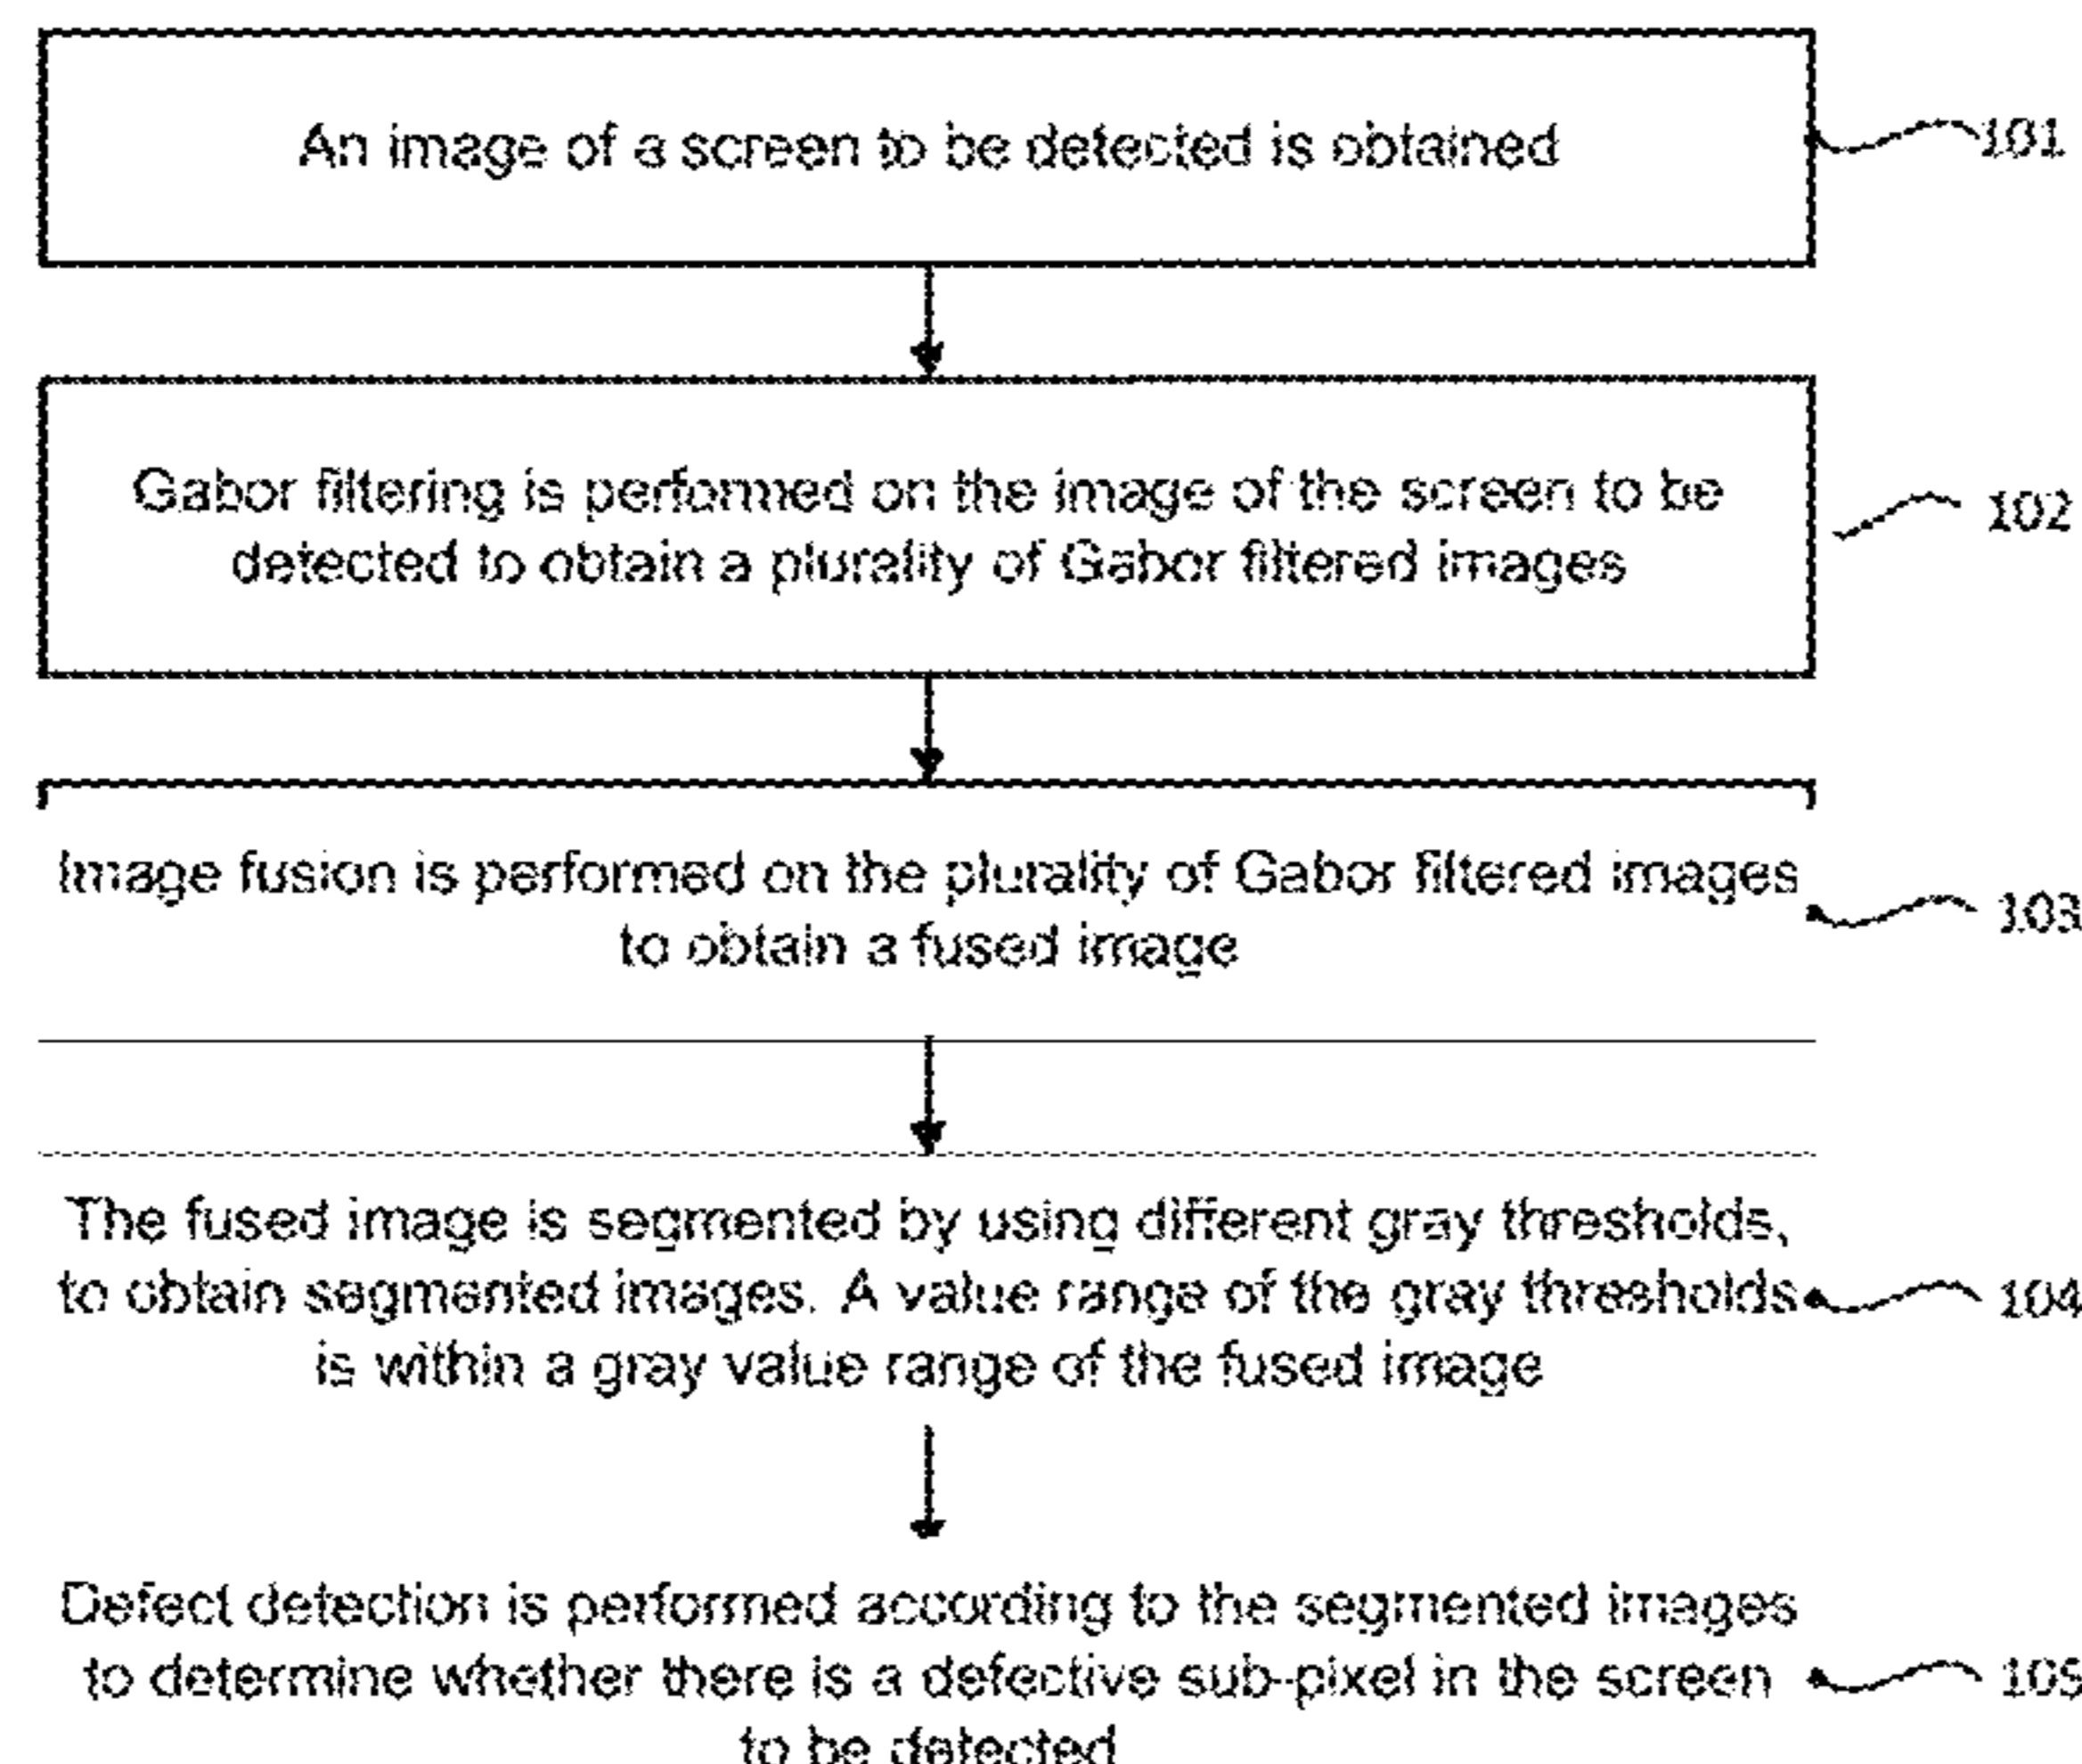 An image of a screen to be detected is obtained
101
Gabor filtering is performed on the image of the screen to be
detected to obtain a plurality of Gabor filtered images
102
Image fusion is performed on the plurality of Gabor filtered images
to obtain a fused image
103
The fused image is segmented by using different gray thresholds,
to obtain segmented images. A value range of the gray thresholds
is within a gray value range of the fused image
104
Defect detection is performed according to the segmented images
to determine whether there is a defective sub-pixel in the screen
to be detected
105